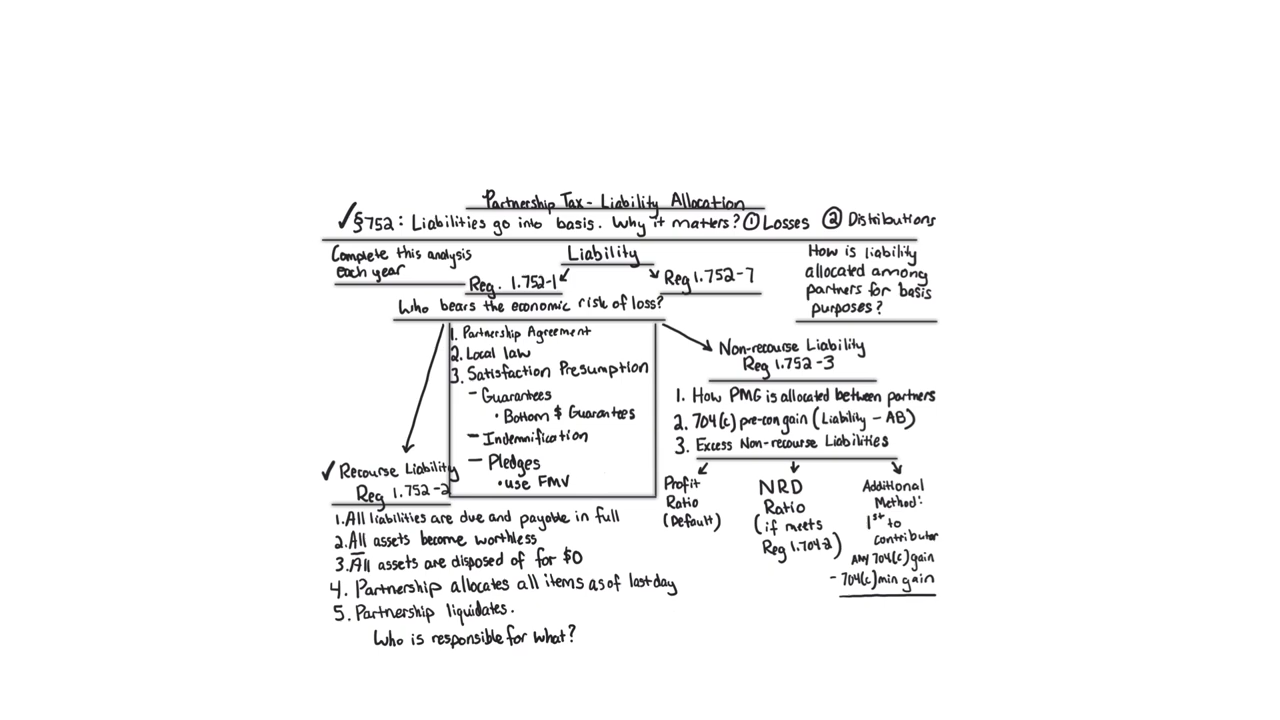 Partnership Tax - Liability Allocation
✓§752: Liabilities go into basis. Why it matters? ① Losses ② Distributions
Complete this analysis
each year
Liability
Reg. 1.752-1
Reg 1.752-7
How is liability
allocated among
partners for basis
purposes?
Who bears the economic risk of loss?
1. Partnership Agreement
2. Local law
3. Satisfaction Presumption
- Guarantees
• Bottom $ Guarantees
- Indemnification
- Pledges
• use FMV
Non-recourse Liability
Reg 1.752-3
1. How PMG is allocated between partners
2. 704(c) pre-con gain (Liability - AB)
3. Excess Non-recourse Liabilities
Profit
Ratio
(Default)
NRD
Ratio
(if meets
Reg 1.704-2)
Additional
Method:
1st to
contributor
Any 704(c) gain
- 704(c) min gain
✓ Recourse Liability
Reg 1.752-2
1. All liabilities are due and payable in full
2. All assets become worthless
3. All assets are disposed of for $0
4. Partnership allocates all items as of last day
5. Partnership liquidates.
Who is responsible for what?